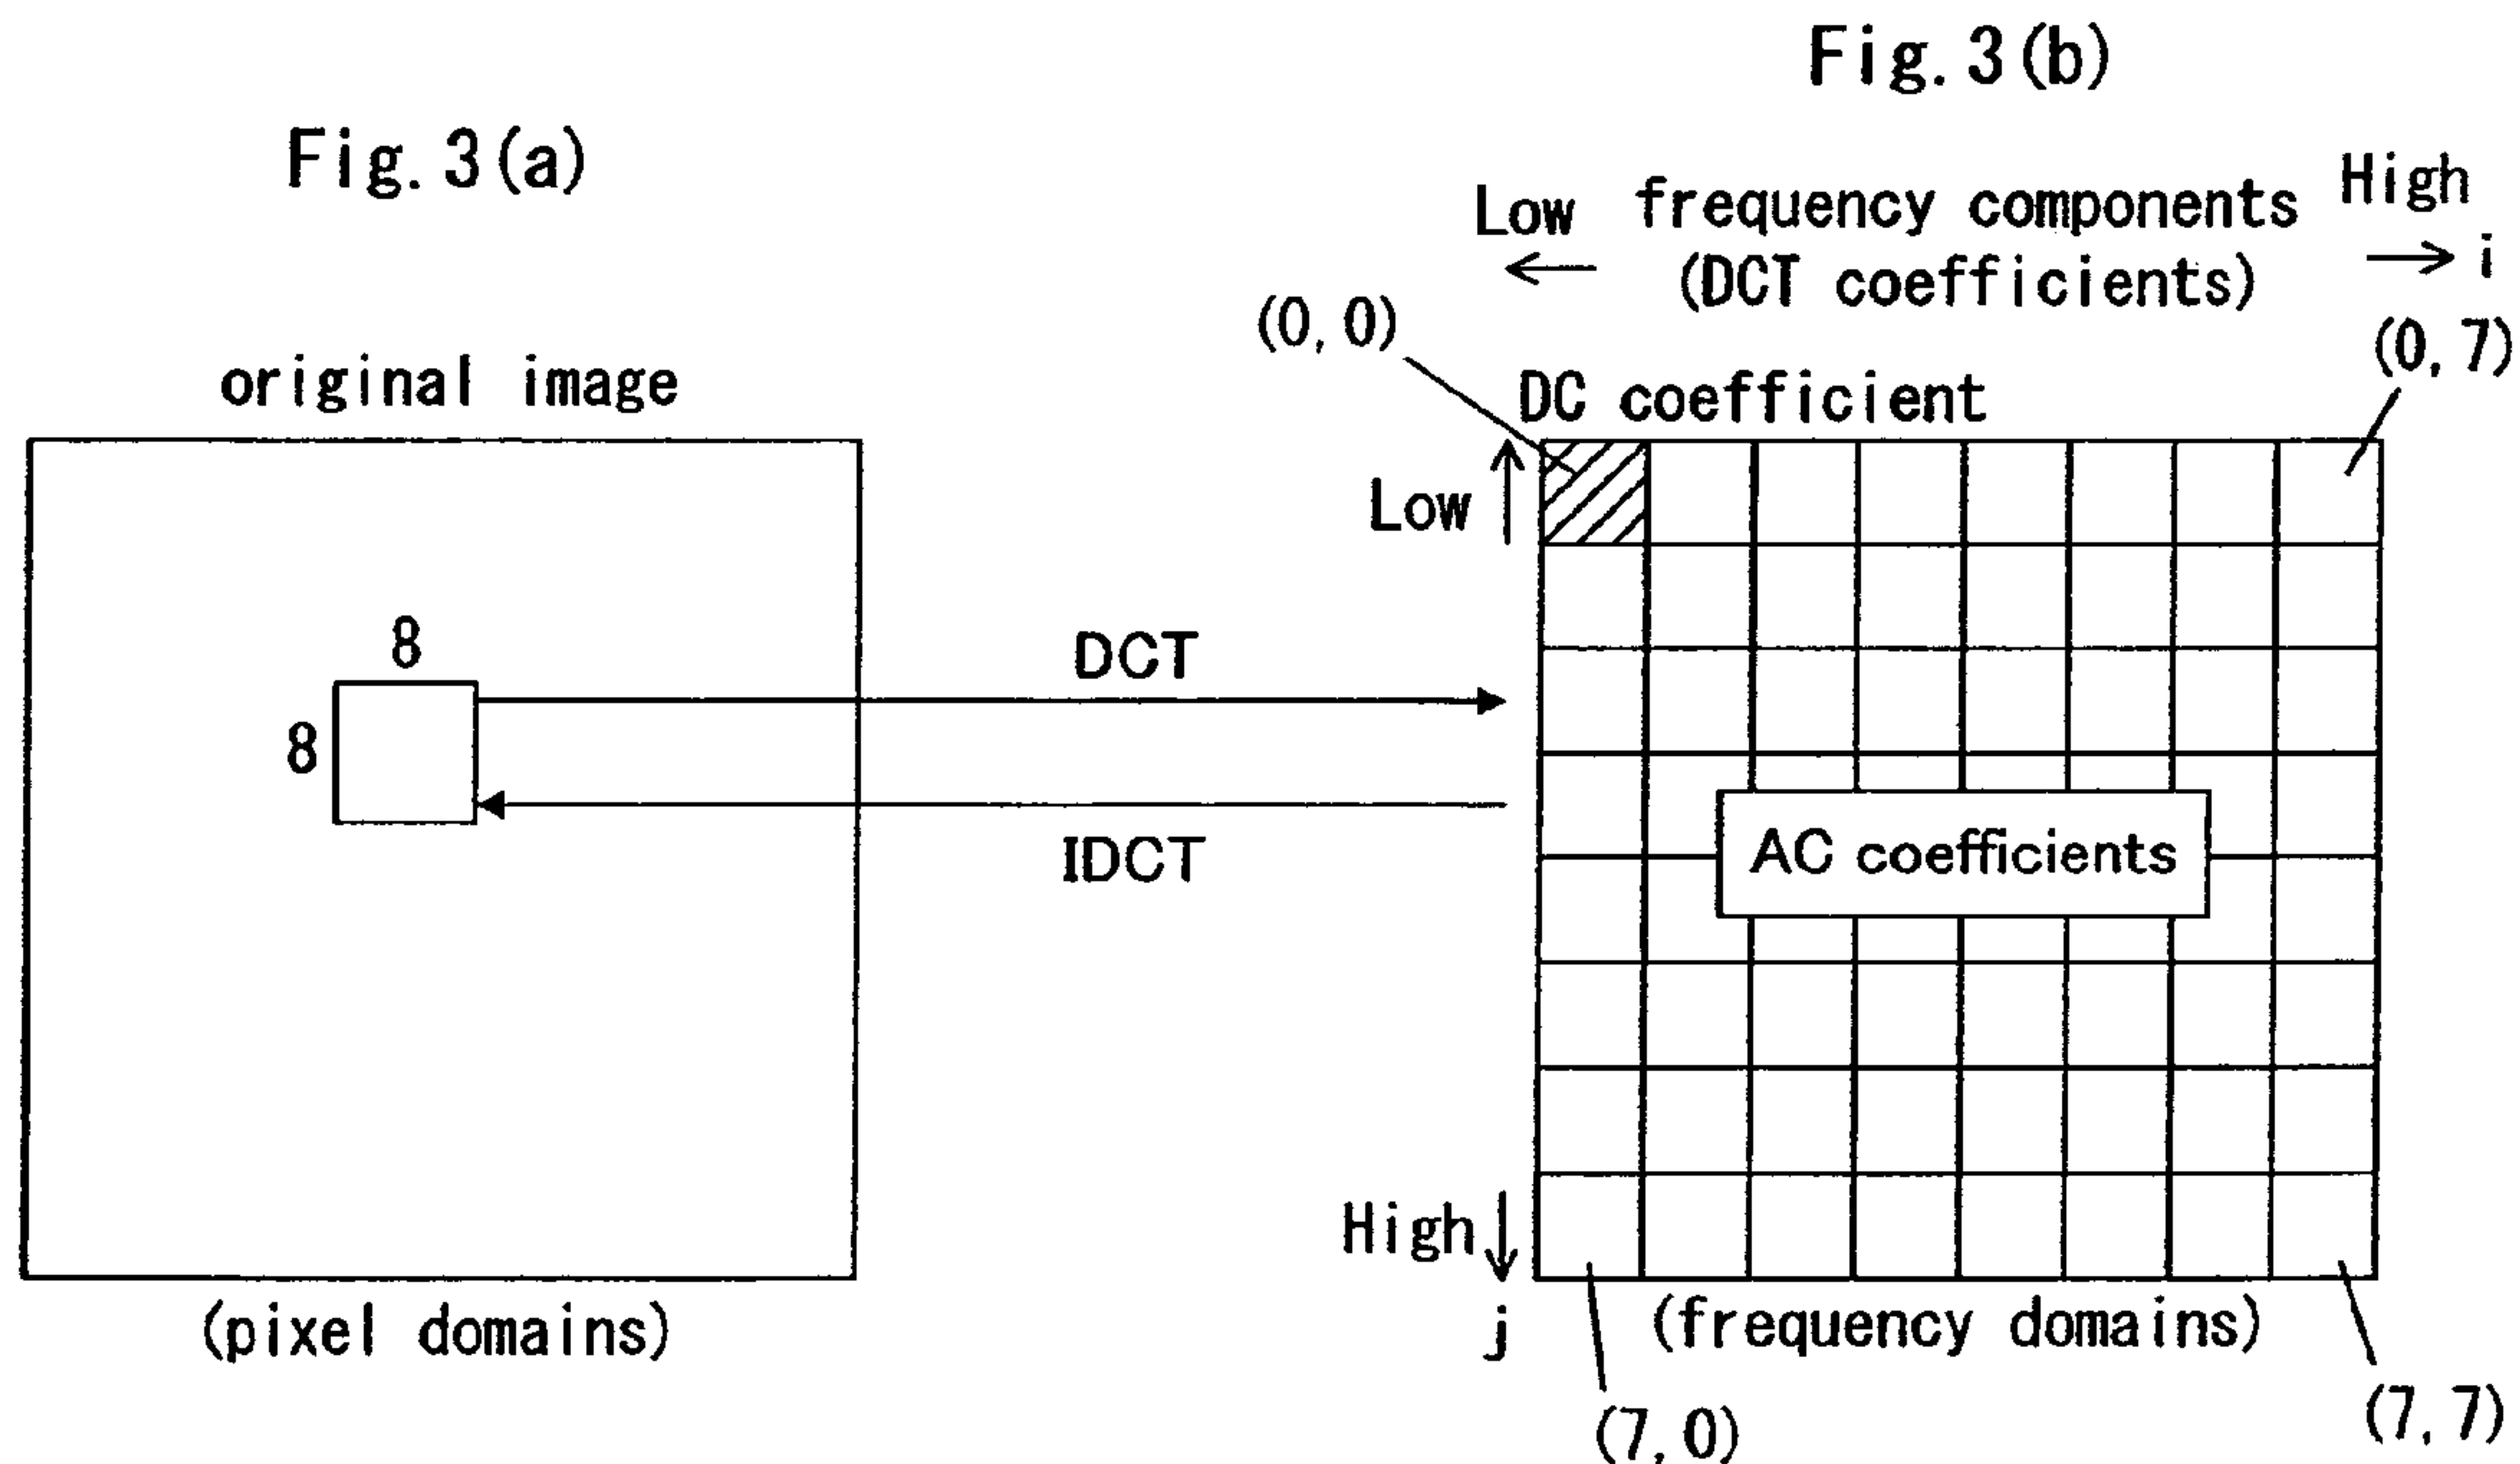 Fig. 3(a)
original image
8
8
(pixel domains)
DCT
IDCT
Fig. 3(b)
Low frequency components High
(DCT coefficients) i
(0, 0)
(0, 7)
DC coefficient
Low
AC coefficients
High
j
(frequency domains)
(7, 0)
(7, 7)